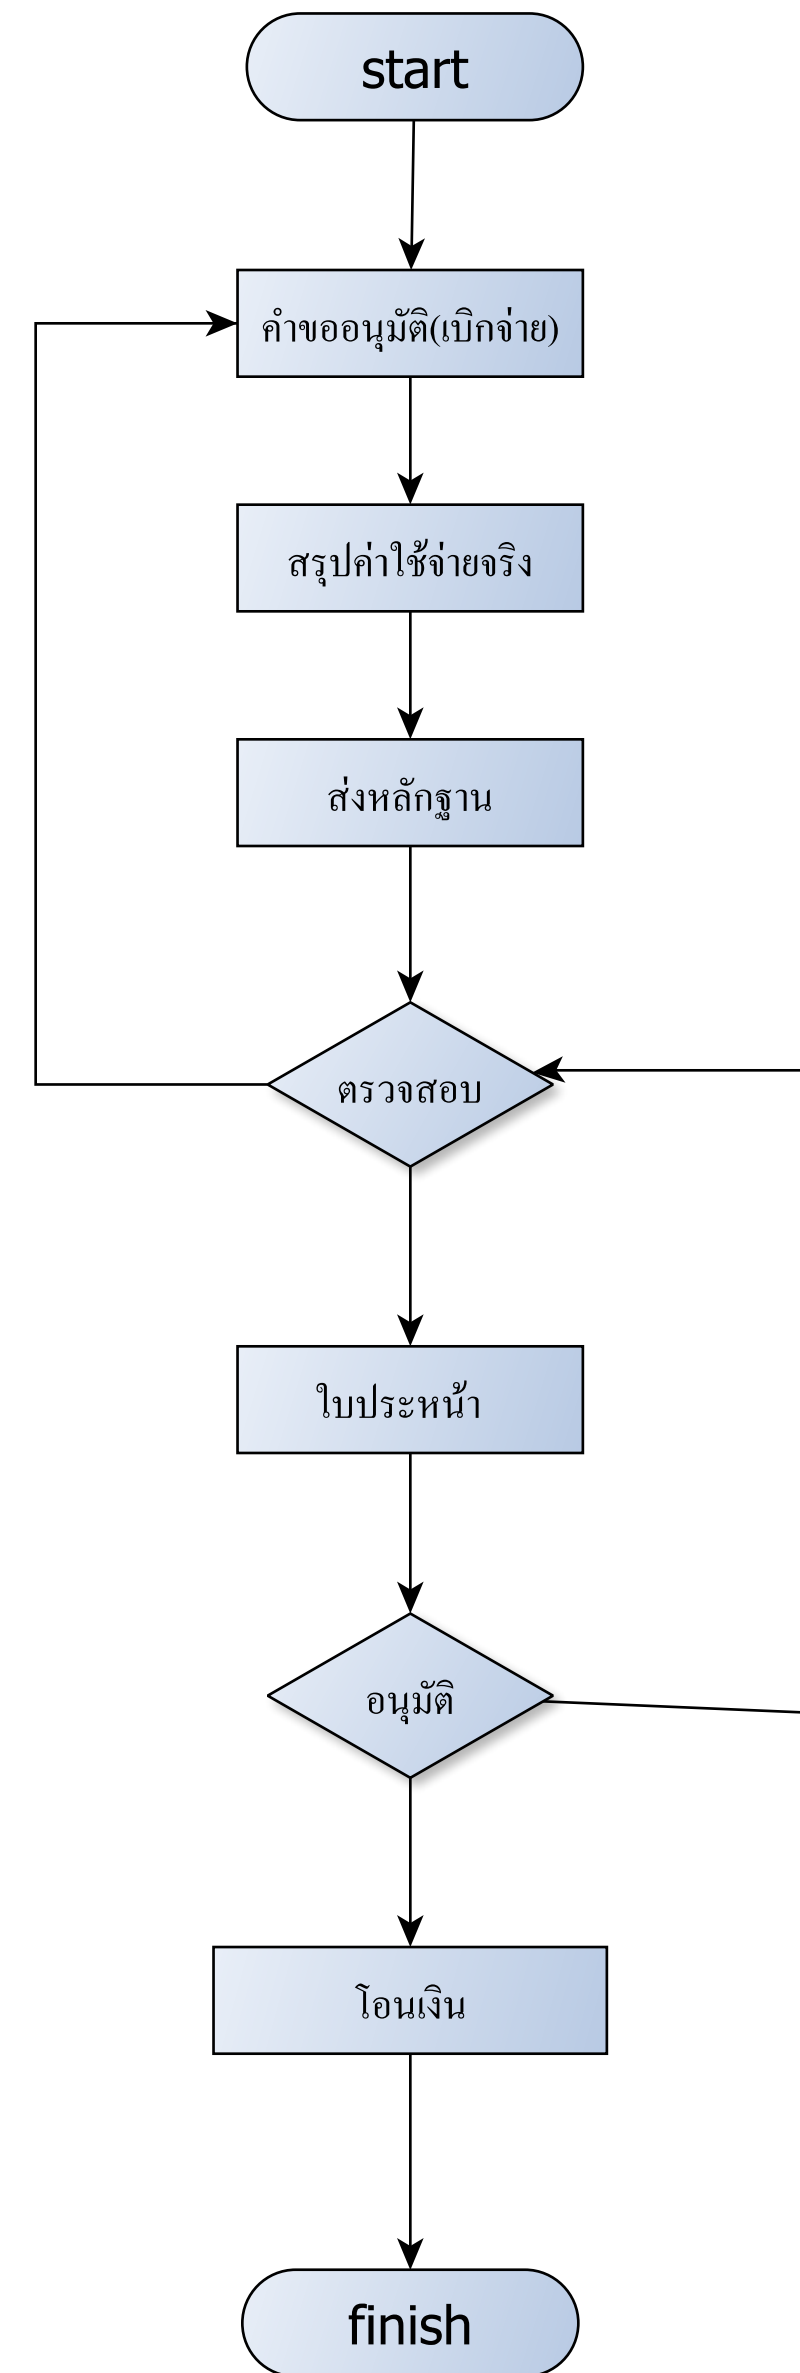 start
คำขออนุมัติ(เบิกจ่าย)
สรุปค่าใช้จ่ายจริง
ส่งหลักฐาน
ตรวจสอบ
ใบประหน้า
อนุมัติ
โอนเงิน
finish